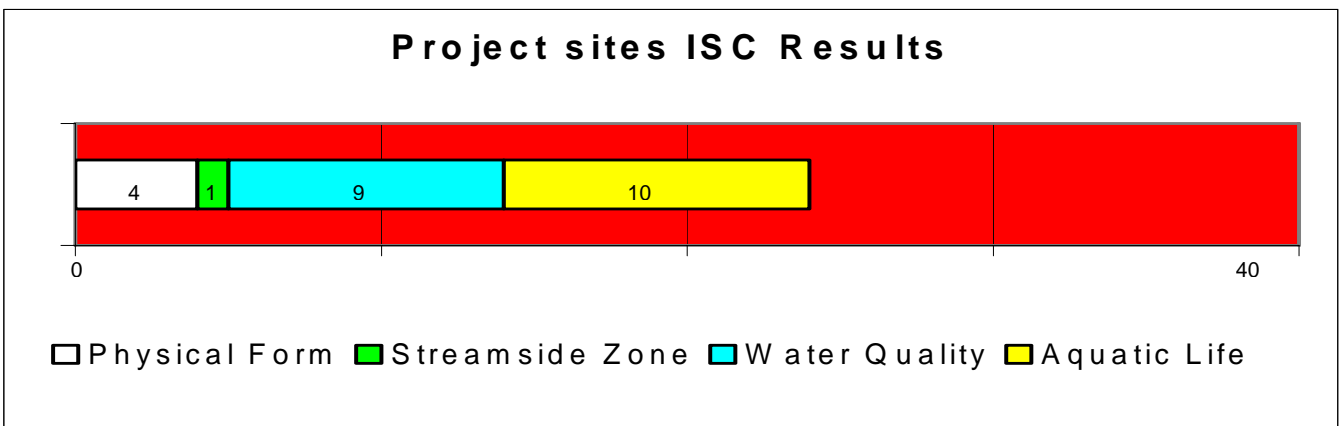 Project sites ISC Results
4 1 9 10
0 40
Physical Form Streamside Zone Water Quality Aquatic Life